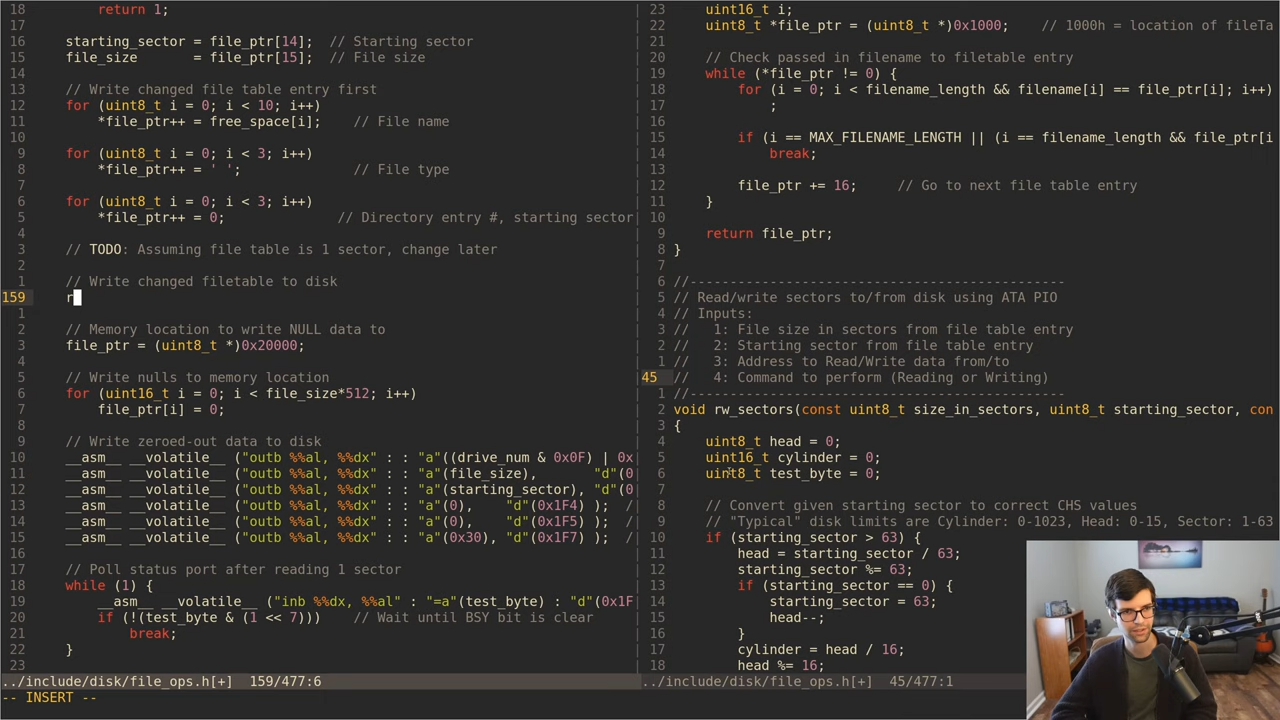 18 return 1;
17
16 starting_sector = file_ptr[14]; // Starting sector
15 file_size = file_ptr[15]; // File size
14
13 // Write changed file table entry first
12 for (uint8_t i = 0; i < 10; i++)
11 *file_ptr++ = free_space[i]; // File name
10
9 for (uint8_t i = 0; i < 3; i++)
8 *file_ptr++ = ' '; // File type
7
6 for (uint8_t i = 0; i < 3; i++)
5 *file_ptr++ = 0; // Directory entry #, starting sector
4
3 // TODO: Assuming file table is 1 sector, change later
2
1 // Write changed filetable to disk
159 r
1
2 // Memory location to write NULL data to
3 file_ptr = (uint8_t *)0x20000;
4
5 // Write nulls to memory location
6 for (uint16_t i = 0; i < file_size*512; i++)
7 file_ptr[i] = 0;
8
9 // Write zeroed-out data to disk
10 __asm__ __volatile__ ("outb %%al, %%dx" : : "a"((drive_num & 0x0F) | 0x
11 __asm__ __volatile__ ("outb %%al, %%dx" : : "a"(file_size), "d"(0
12 __asm__ __volatile__ ("outb %%al, %%dx" : : "a"(starting_sector), "d"(0
13 __asm__ __volatile__ ("outb %%al, %%dx" : : "a"(0), "d"(0x1F4) ); /
14 __asm__ __volatile__ ("outb %%al, %%dx" : : "a"(0), "d"(0x1F5) ); /
15 __asm__ __volatile__ ("outb %%al, %%dx" : : "a"(0x30), "d"(0x1F7) ); /
16
17 // Poll status port after reading 1 sector
18 while (1) {
19 __asm__ __volatile__ ("inb %%dx, %%al" : "=a"(test_byte) : "d"(0x1F
20 if (!(test_byte & (1 << 7))) // Wait until BSY bit is clear
21 break;
22 }
23
../include/disk/file_ops.h[+] 159/477:6
-- INSERT --
23 uint16_t i;
22 uint8_t *file_ptr = (uint8_t *)0x1000; // 1000h = location of fileTa
21
20 // Check passed in filename to filetable entry
19 while (*file_ptr != 0) {
18 for (i = 0; i < filename_length && filename[i] == file_ptr[i]; i++)
17 ;
16
15 if (i == MAX_FILENAME_LENGTH || (i == filename_length && file_ptr[i
14 break;
13
12 file_ptr += 16; // Go to next file table entry
11 }
10
9 return file_ptr;
8 }
7
6 //-------------------------------------------------
5 // Read/write sectors to/from disk using ATA PIO
4 // Inputs:
3 // 1: File size in sectors from file table entry
2 // 2: Starting sector from file table entry
1 // 3: Address to Read/Write data from/to
45 // 4: Command to perform (Reading or Writing)
1 //-------------------------------------------------
2 void rw_sectors(const uint8_t size_in_sectors, uint8_t starting_sector, con
3 {
4 uint8_t head = 0;
5 uint16_t cylinder = 0;
6 uint8_t test_byte = 0;
7
8 // Convert given starting sector to correct CHS values
9 // "Typical" disk limits are Cylinder: 0-1023, Head: 0-15, Sector: 1-63
10 if (starting_sector > 63) {
11 head = starting_sector / 63;
12 starting_sector %= 63;
13 if (starting_sector == 0) {
14 starting_sector = 63;
15 head--;
16 }
17 cylinder = head / 16;
18 head %= 16;
../include/disk/file_ops.h[+] 45/477:1